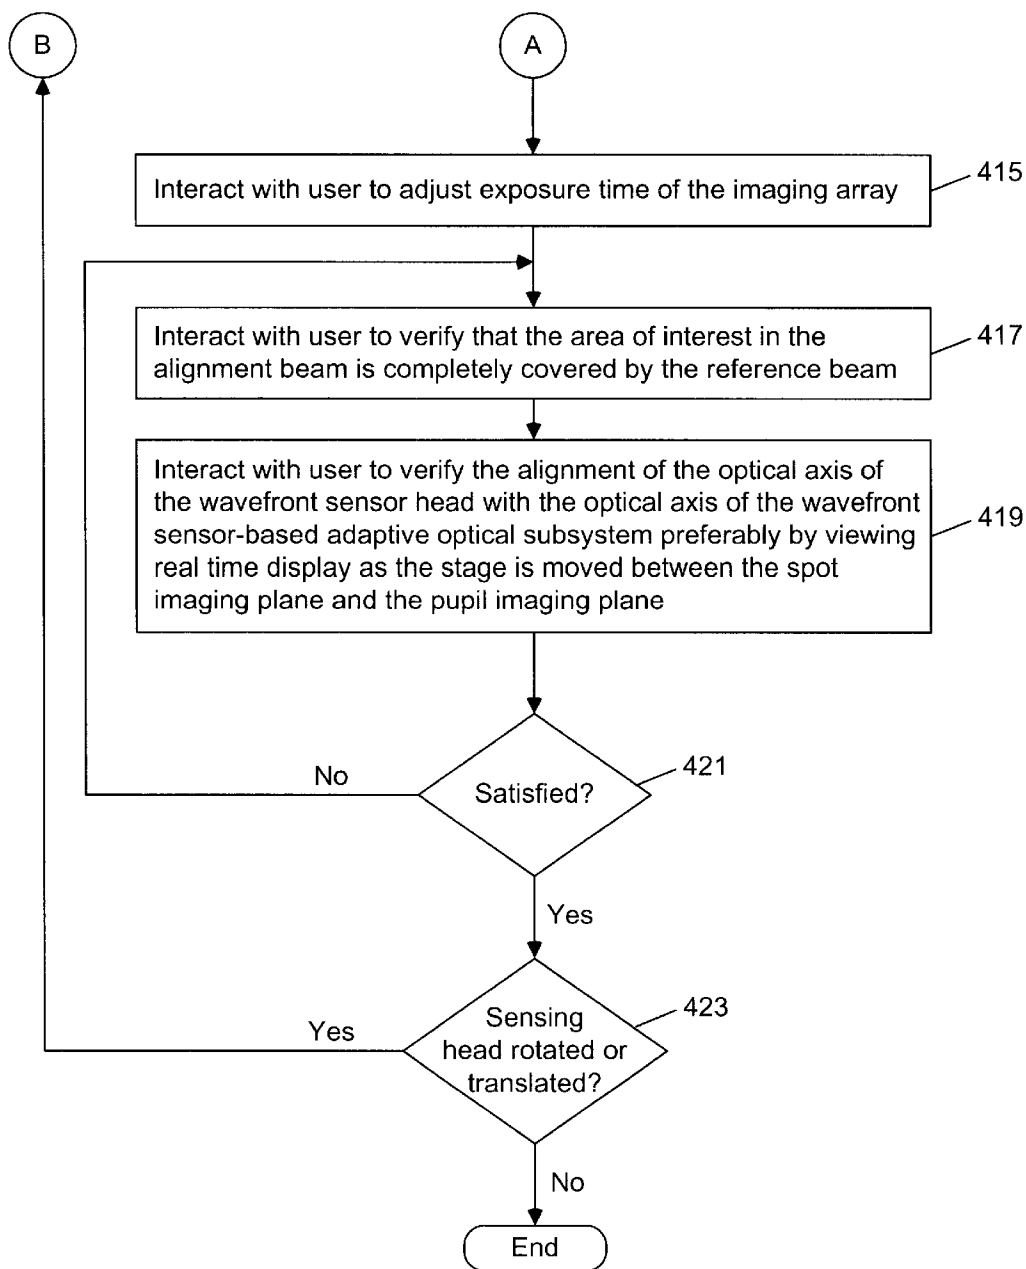 B
A
Interact with user to adjust exposure time of the imaging array
415
Interact with user to verify that the area of interest in the
alignment beam is completely covered by the reference beam
417
Interact with user to verify the alignment of the optical axis of
the wavefront sensor head with the optical axis of the wavefront
sensor-based adaptive optical subsystem preferably by viewing
real time display as the stage is moved between the spot
imaging plane and the pupil imaging plane
419
No
Satisfied?
421
Yes
Yes
Sensing
head rotated or
translated?
423
No
End